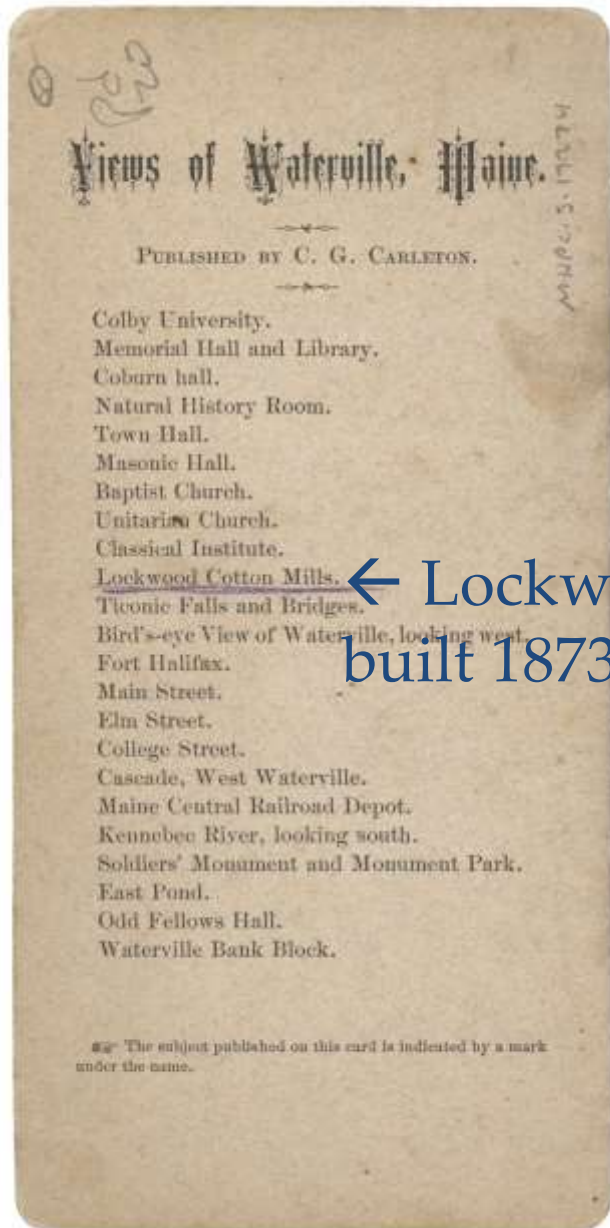 Views of Waterville, Maine.
PUBLISHED BY C. G. CARLETON.
Colby University.
Memorial Hall and Library.
Coburn hall.
Natural History Room.
Town Hall.
Masonic Hall.
Baptist Church.
Unitarian Church.
Classical Institute.
Lockwood Cotton Mills.
← Lockw
Ticonic Falls and Bridges.
Bird's-eye View of Waterville, looking west.
built 1873
Fort Halifax.
Main Street.
Elm Street.
College Street.
Cascade, West Waterville.
Maine Central Railroad Depot.
Kennebec River, looking south.
Soldiers' Monument and Monument Park.
East Pond.
Odd Fellows Hall.
Waterville Bank Block.
☞ The subject published on this card is indicated by a mark
under the name.